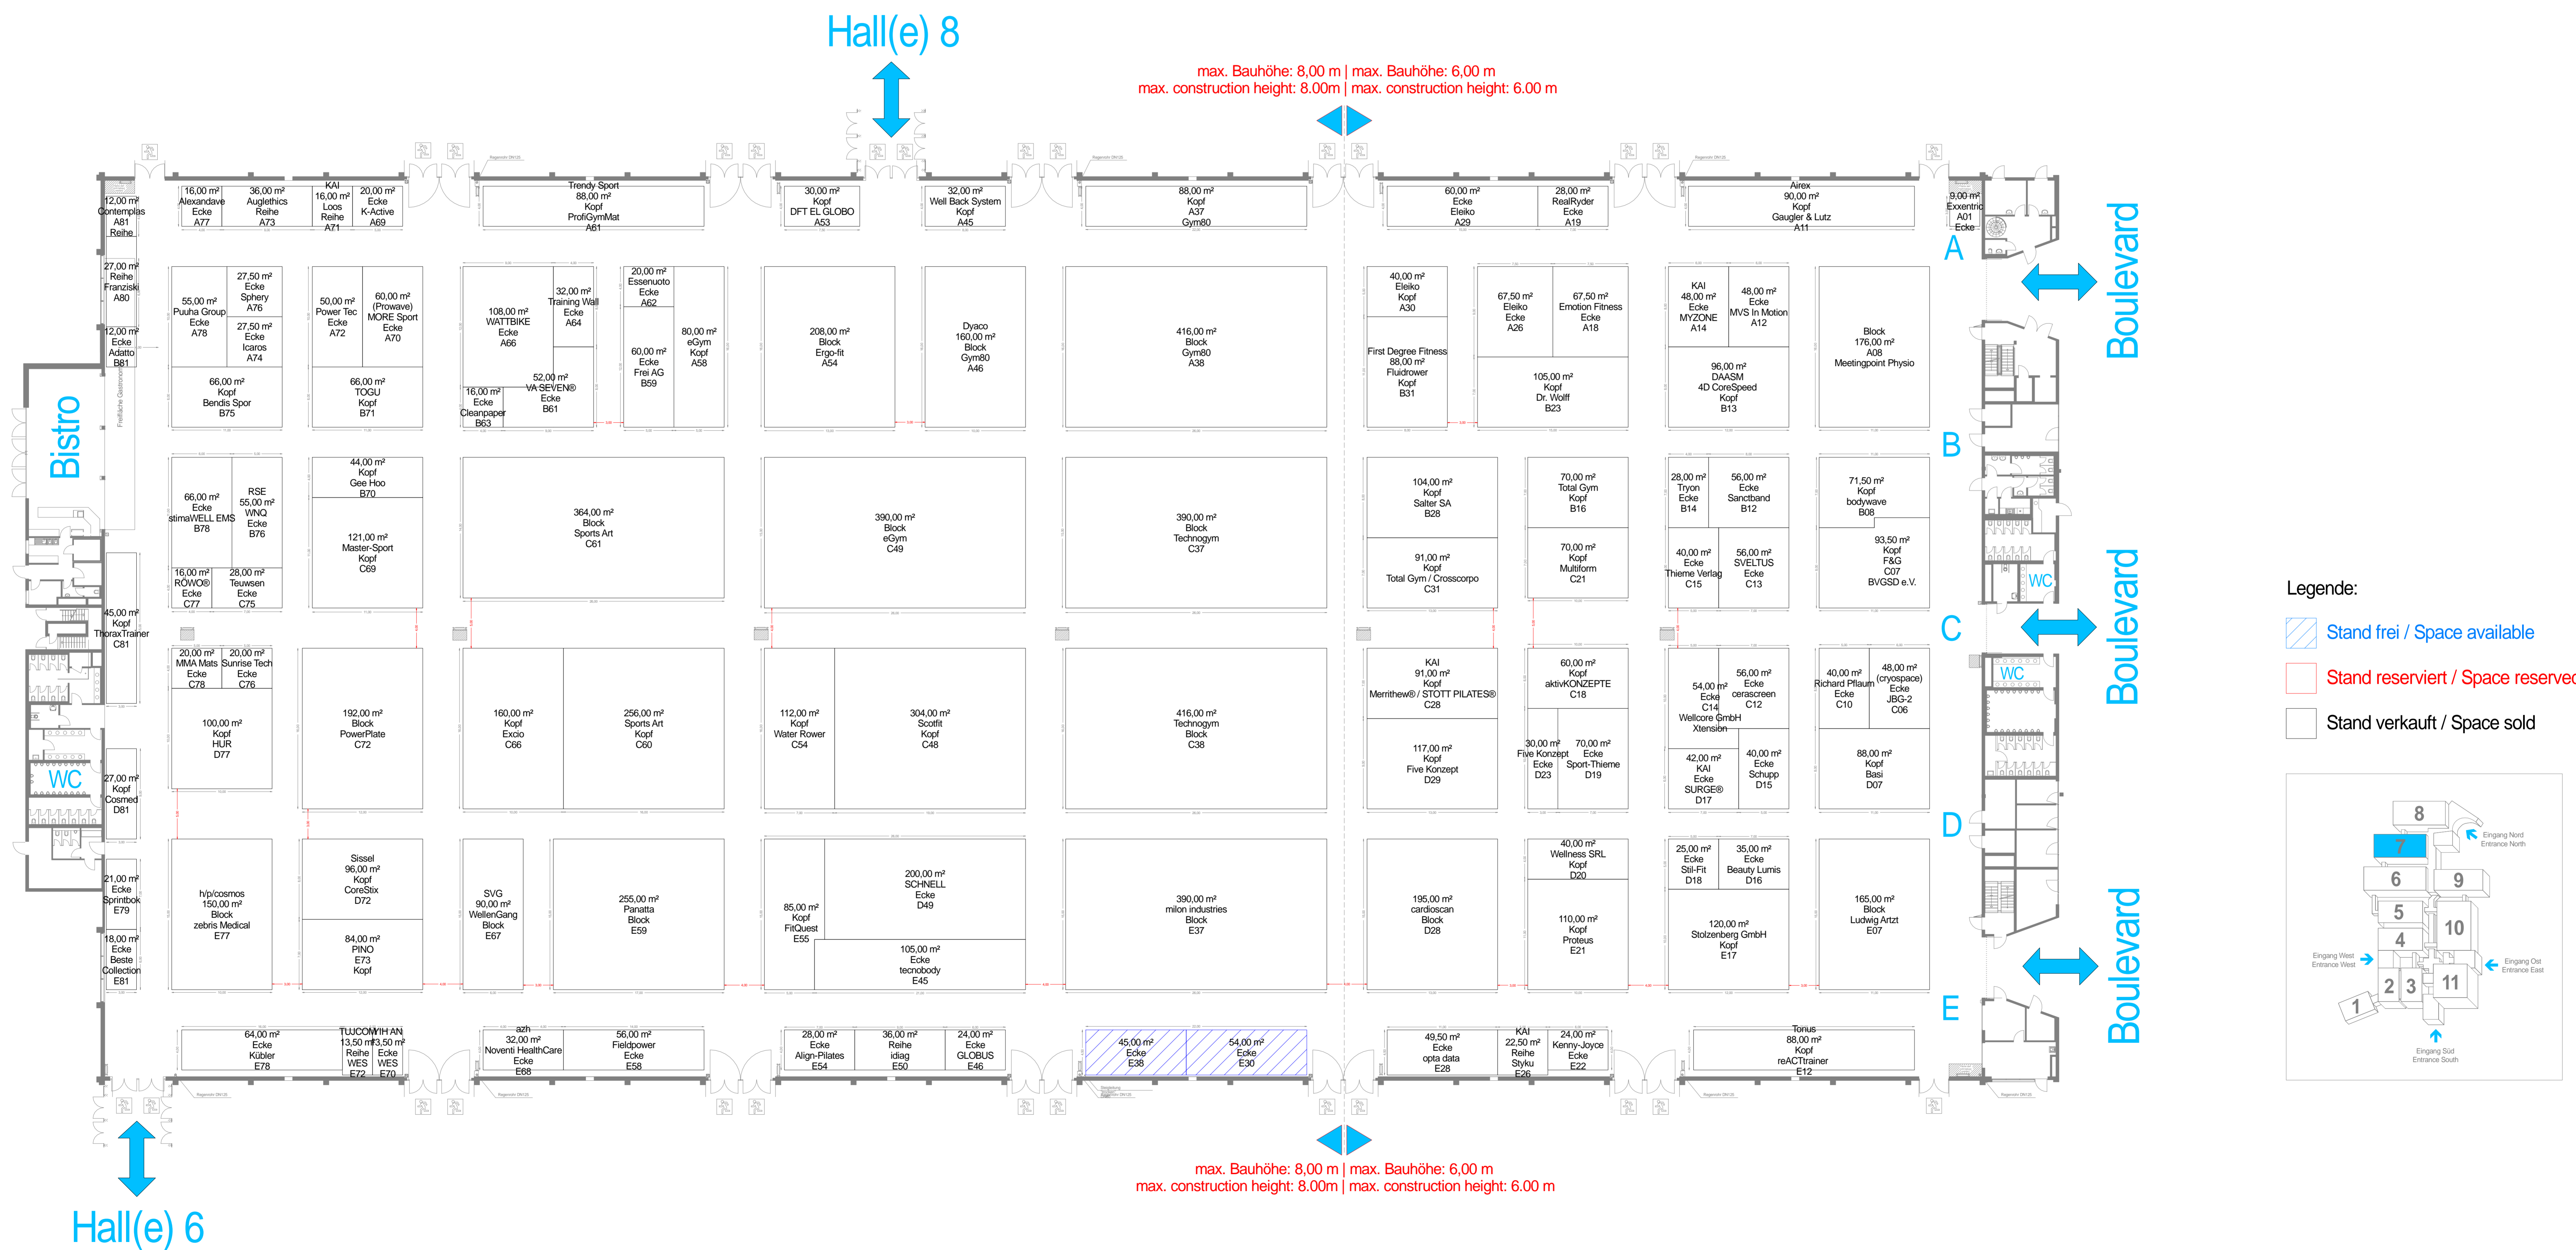 Hall(e) 8
max. Bauhöhe: 8,00 m | max. Bauhöhe: 6,00 m
max. construction height: 8.00m | max. construction height: 6.00 m
Regenrohr DN125
Regenrohr DN125
Regenrohr DN125
12,00 m²
Contemplas
A81
Reihe
16,00 m²
Alexandave
Ecke
A77
36,00 m²
Auglethics
Reihe
A73
KAI
16,00 m²
Loos
Reihe
A71
20,00 m²
Ecke
K-Active
A69
Trendy Sport
88,00 m²
Kopf
ProfiGymMat
A61
30,00 m²
Kopf
DFT EL GLOBO
A53
32,00 m²
Well Back System
Kopf
A45
88,00 m²
Kopf
A37
Gym80
60,00 m²
Ecke
Eleiko
A29
28,00 m²
RealRyder
Ecke
A19
Airex
90,00 m²
Kopf
Gaugler & Lutz
A11
9,00 m²
Exxentric
A01
Ecke
A
Boulevard
27,00 m²
Reihe
Franziski
A80
12,00 m²
Ecke
Adatto
B81
55,00 m²
Puuha Group
Ecke
A78
27,50 m²
Ecke
Sphery
A76
27,50 m²
Ecke
Icaros
A74
66,00 m²
Kopf
Bendis Spor
B75
50,00 m²
Power Tec
Ecke
A72
60,00 m²
(Prowave)
MORE Sport
Ecke
A70
66,00 m²
TOGU
Kopf
B71
108,00 m²
WATTBIKE
Ecke
A66
32,00 m²
Training Wall
Ecke
A64
16,00 m²
Ecke
Cleanpaper
B63
52,00 m²
VA SEVEN®
Ecke
B61
20,00 m²
Essenuoto
Ecke
A62
60,00 m²
Ecke
Frei AG
B59
80,00 m²
eGym
Kopf
A58
208,00 m²
Block
Ergo-fit
A54
Dyaco
160,00 m²
Block
Gym80
A46
416,00 m²
Block
Gym80
A38
40,00 m²
Eleiko
Kopf
A30
First Degree Fitness
88,00 m²
Fluidrower
Kopf
B31
67,50 m²
Eleiko
Ecke
A26
67,50 m²
Emotion Fitness
Ecke
A18
105,00 m²
Kopf
Dr. Wolff
B23
KAI
48,00 m²
Ecke
MYZONE
A14
48,00 m²
Ecke
MVS In Motion
A12
96,00 m²
DAASM
4D CoreSpeed
Kopf
B13
Block
176,00 m²
A08
Meetingpoint Physio
Freifläche Gastronomie
Bistro
B
66,00 m²
Ecke
stimaWELL EMS
B78
RSE
55,00 m²
WNQ
Ecke
B76
16,00 m²
RÖWO®
Ecke
C77
28,00 m²
Teuwsen
Ecke
C75
44,00 m²
Kopf
Gee Hoo
B70
121,00 m²
Master-Sport
Kopf
C69
364,00 m²
Block
Sports Art
C61
390,00 m²
Block
eGym
C49
390,00 m²
Block
Technogym
C37
104,00 m²
Kopf
Salter SA
B28
91,00 m²
Kopf
Total Gym / Crosscorpo
C31
70,00 m²
Total Gym
Kopf
B16
70,00 m²
Kopf
Multiform
C21
28,00 m²
Tryon
Ecke
B14
56,00 m²
Ecke
Sanctband
B12
40,00 m²
Ecke
Thieme Verlag
C15
56,00 m²
SVELTUS
Ecke
C13
71,50 m²
Kopf
bodywave
B08
93,50 m²
Kopf
F&G
C07
BVGSD e.V.
WC
C
Boulevard
45,00 m²
Kopf
ThoraxTrainer
C81
20,00 m²
MMA Mats
Ecke
C78
20,00 m²
Sunrise Tech
Ecke
C76
100,00 m²
Kopf
HUR
D77
192,00 m²
Block
PowerPlate
C72
160,00 m²
Kopf
Excio
C66
256,00 m²
Sports Art
Kopf
C60
112,00 m²
Kopf
Water Rower
C54
304,00 m²
Scotfit
Kopf
C48
416,00 m²
Technogym
Block
C38
KAI
91,00 m²
Kopf
Merrithew® / STOTT PILATES®
C28
117,00 m²
Kopf
Five Konzept
D29
60,00 m²
Kopf
aktivKONZEPTE
C18
30,00 m²
Five Konzept
Ecke
D23
70,00 m²
Ecke
Sport-Thieme
D19
54,00 m²
Ecke
C14
Wellcore GmbH
Xtension
56,00 m²
Ecke
cerascreen
C12
42,00 m²
KAI
Ecke
SURGE®
D17
40,00 m²
Ecke
Schupp
D15
40,00 m²
Richard Pflaum
Ecke
C10
48,00 m²
(cryospace)
Ecke
JBG-2
C06
88,00 m²
Kopf
Basi
D07
WC
WC
27,00 m²
Kopf
Cosmed
D81
D
21,00 m²
Ecke
Sprintbok
E79
18,00 m²
Ecke
Beste
Collection
E81
h/p/cosmos
150,00 m²
Block
zebris Medical
E77
Sissel
96,00 m²
Kopf
CoreStix
D72
84,00 m²
PINO
E73
Kopf
SVG
90,00 m²
WellenGang
Block
E67
255,00 m²
Panatta
Block
E59
85,00 m²
Kopf
FitQuest
E55
200,00 m²
SCHNELL
Ecke
D49
105,00 m²
Ecke
tecnobody
E45
390,00 m²
milon industries
Block
E37
195,00 m²
cardioscan
Block
D28
40,00 m²
Wellness SRL
Kopf
D20
110,00 m²
Kopf
Proteus
E21
25,00 m²
Ecke
Stil-Fit
D18
35,00 m²
Ecke
Beauty Lumis
D16
120,00 m²
Stolzenberg GmbH
Kopf
E17
165,00 m²
Block
Ludwig Artzt
E07
E
Boulevard
64,00 m²
Ecke
Kübler
E78
TUJCOM
13,50 m²
Reihe
WES
E72
YIH AN
13,50 m²
Ecke
WES
E70
azh
32,00 m²
Noventi HealthCare
Ecke
E68
56,00 m²
Fieldpower
Ecke
E58
28,00 m²
Ecke
Align-Pilates
E54
36,00 m²
Reihe
idiag
E50
24,00 m²
Ecke
GLOBUS
E46
45,00 m²
Ecke
E38
54,00 m²
Ecke
E30
49,50 m²
Ecke
opta data
E28
KAI
22,50 m²
Reihe
Styku
E26
24,00 m²
Kenny-Joyce
Ecke
E22
Torius
88,00 m²
Kopf
reACTtrainer
E12
Regenrohr DN125
Regenrohr DN125
Regenrohr DN125
Regenrohr DN125
Regenrohr DN125
Regenrohr DN125
max. Bauhöhe: 8,00 m | max. Bauhöhe: 6,00 m
max. construction height: 8.00m | max. construction height: 6.00 m
Hall(e) 6
Legende:
Stand frei / Space available
Stand reserviert / Space reserved
Stand verkauft / Space sold
8
7
6
9
5
10
4
2
3
11
1
Eingang Nord
Entrance North
Eingang West
Entrance West
Eingang Ost
Entrance East
Eingang Süd
Entrance South